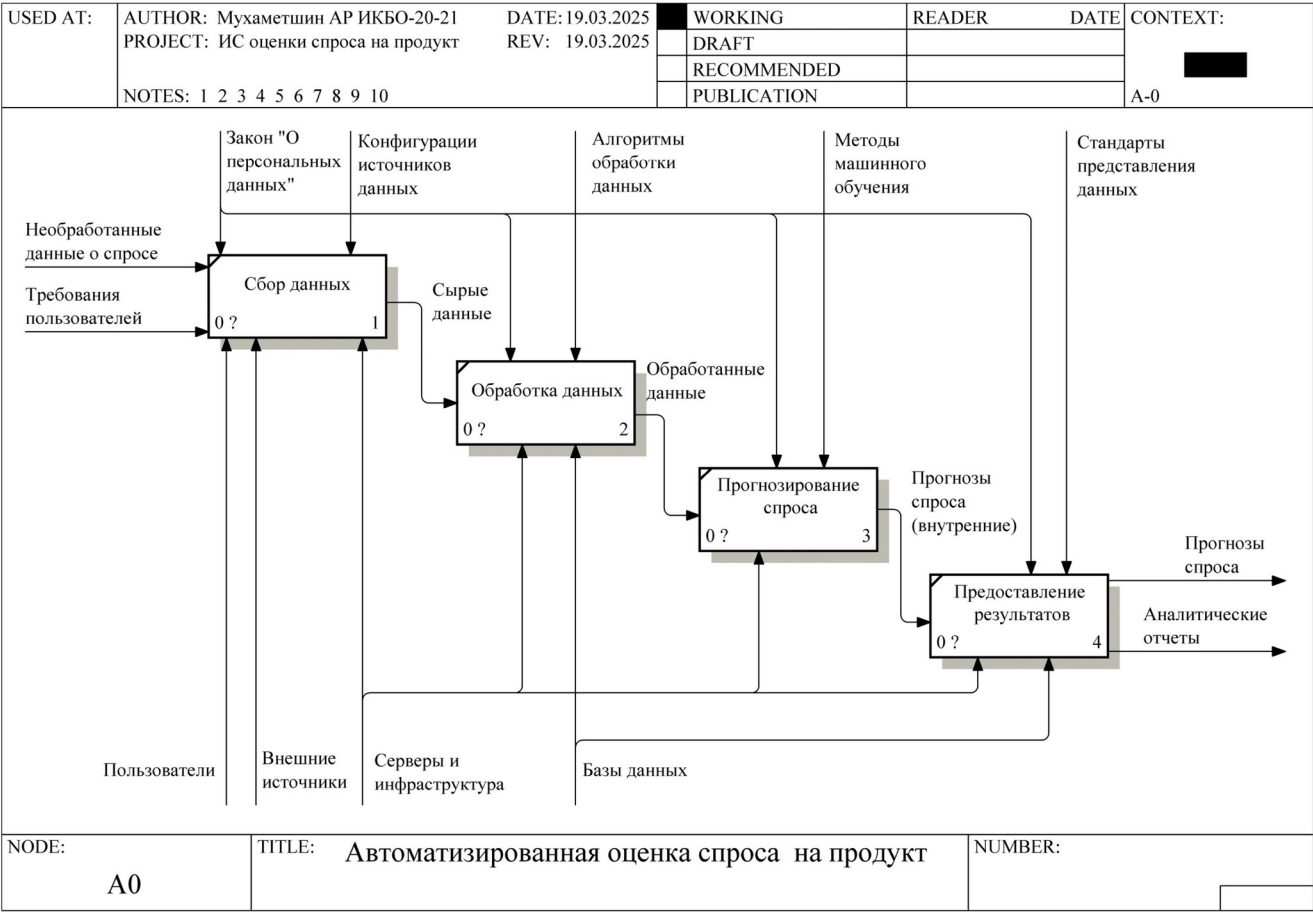 USED AT:
AUTHOR: Мухаметшин АР ИКБО-20-21
DATE: 19.03.2025
PROJECT: ИС оценки спроса на продукт
REV: 19.03.2025
NOTES: 1 2 3 4 5 6 7 8 9 10
WORKING
DRAFT
RECOMMENDED
PUBLICATION
READER DATE
CONTEXT:
A-0
Закон "О
персональных
данных"
Конфигурации
источников
данных
Алгоритмы
обработки
данных
Методы
машинного
обучения
Стандарты
представления
данных
Необработанные
данные о спросе
Требования
пользователей
Сбор данных
0 ? 1
Сырые
данные
Обработка данных
0 ? 2
Обработанные
данные
Прогнозирование
спроса
0 ? 3
Прогнозы
спроса
(внутренние)
Предоставление
результатов
0 ? 4
Прогнозы
спроса
Аналитические
отчеты
Пользователи
Внешние
источники
Серверы и
инфраструктура
Базы данных
NODE:
A0
TITLE:
Автоматизированная оценка спроса на продукт
NUMBER: